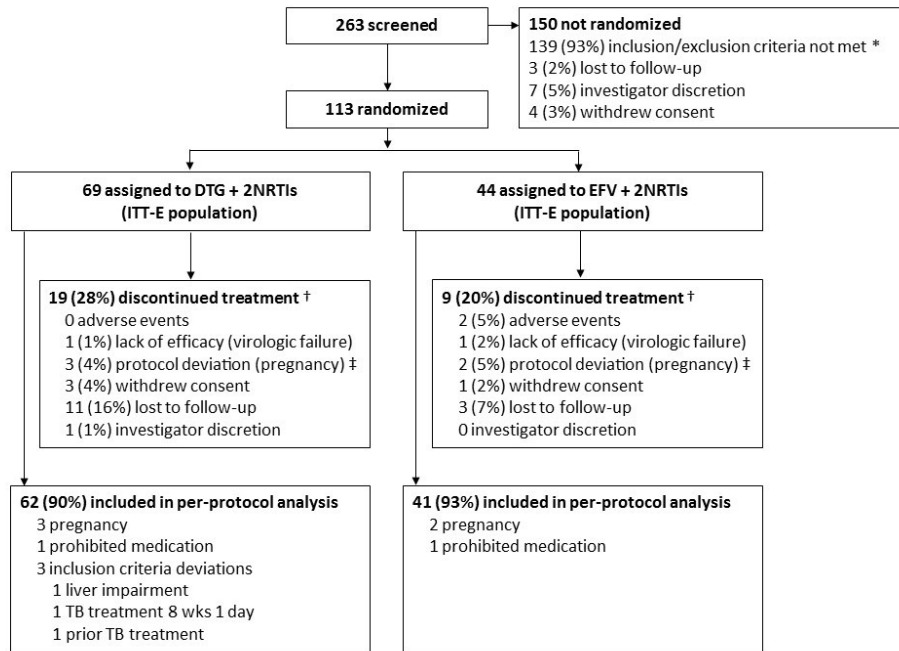 263 screened
150 not randomized
139 (93%) inclusion/exclusion criteria not met *
3 (2%) lost to follow-up
7 (5%) investigator discretion
4 (3%) withdrew consent
113 randomized
69 assigned to DTG + 2NRTIs
(ITT-E population)
44 assigned to EFV + 2NRTIs
(ITT-E population)
19 (28%) discontinued treatment †
0 adverse events
1 (1%) lack of efficacy (virologic failure)
3 (4%) protocol deviation (pregnancy) ‡
3 (4%) withdrew consent
11 (16%) lost to follow-up
1 (1%) investigator discretion
9 (20%) discontinued treatment †
2 (5%) adverse events
1 (2%) lack of efficacy (virologic failure)
2 (5%) protocol deviation (pregnancy) ‡
1 (2%) withdrew consent
3 (7%) lost to follow-up
0 investigator discretion
62 (90%) included in per-protocol analysis
3 pregnancy
1 prohibited medication
3 inclusion criteria deviations
1 liver impairment
1 TB treatment 8 wks 1 day
1 prior TB treatment
41 (93%) included in per-protocol analysis
2 pregnancy
1 prohibited medication